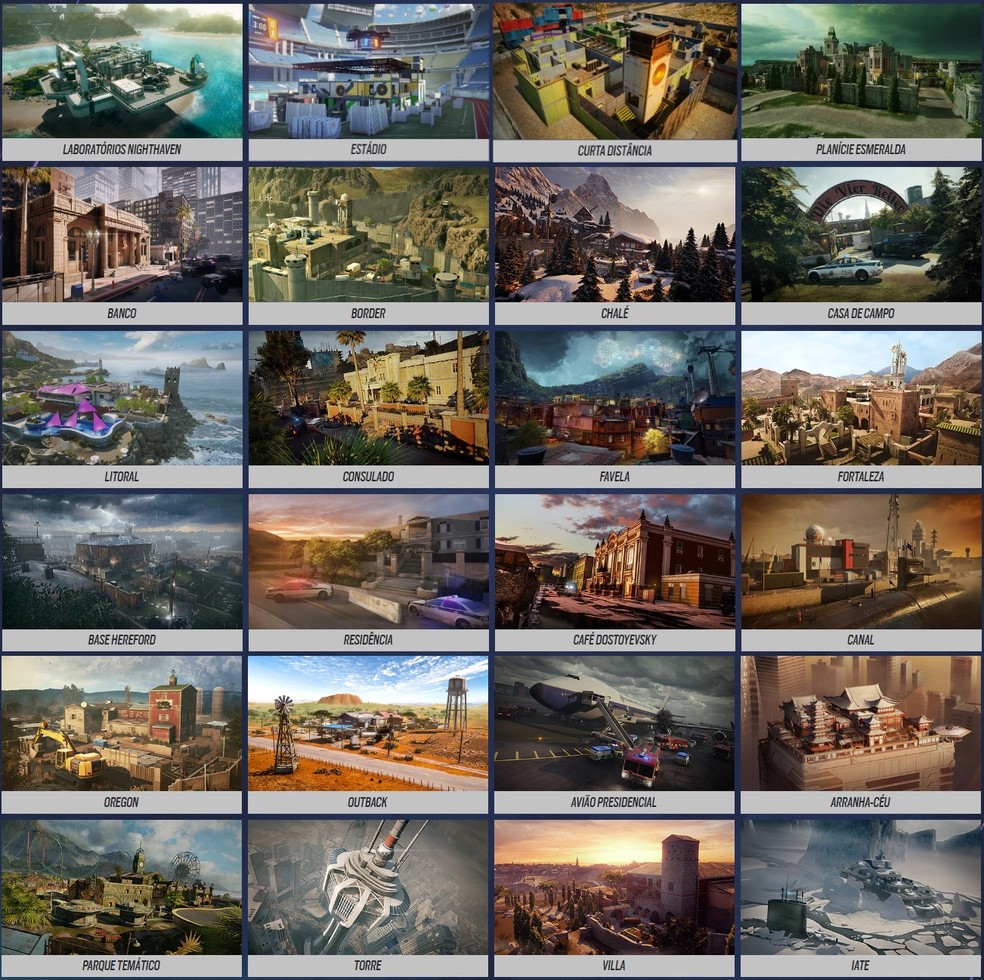 LABORATÓRIOS NIGHTHAVEN
ESTÁDIO
CURTA DISTÂNCIA
PLANÍCIE ESMERALDA
BANCO
BORDER
CHALÉ
CASA DE CAMPO
LITORAL
CONSULADO
FAVELA
FORTALEZA
BASE HEREFORD
RESIDÊNCIA
CAFÉ DOSTOYEVSKY
CANAL
OREGON
OUTBACK
AVIÃO PRESIDENCIAL
ARRANHA-CÉU
PARQUE TEMÁTICO
TORRE
VILLA
IATE